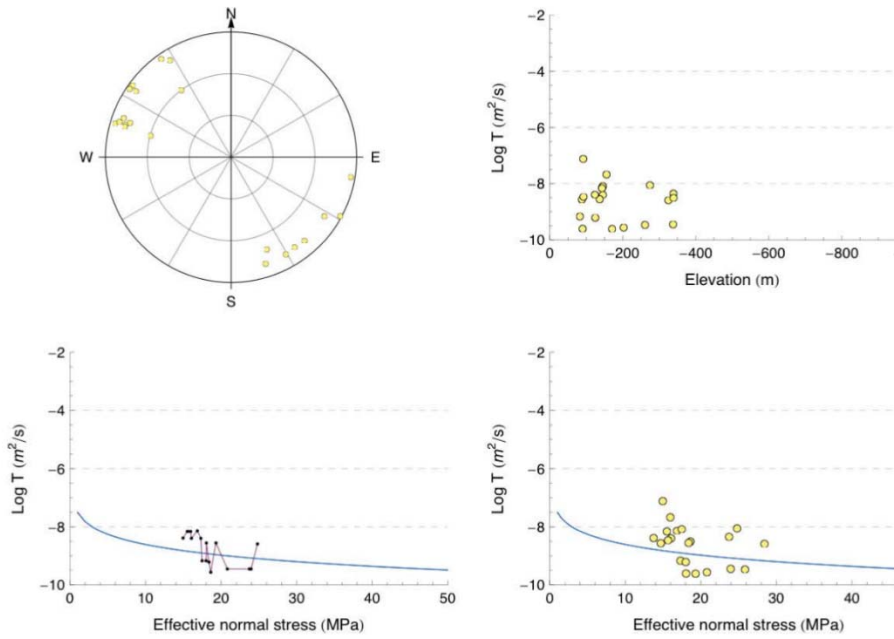 N
W E
S
Log T (m²/s)
−2
−4
−6
−8
−10
0 −200 −400 −600 −800
Elevation (m)
Log T (m²/s)
−2
−4
−6
−8
−10
0 10 20 30 40 50
Effective normal stress (MPa)
Log T (m²/s)
−2
−4
−6
−8
−10
0 10 20 30 40
Effective normal stress (MPa)